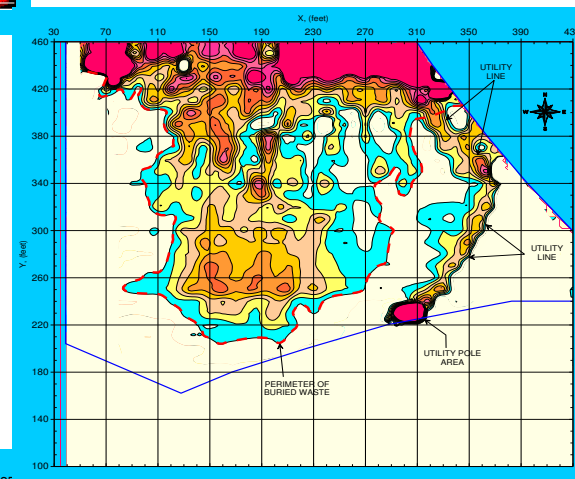 X, (feet)
30 70 110 150 190 230 270 310 350 390
460
420
380
340
300
260
220
180
140
100
Y, (feet)
UTILITY
LINE
N
W E
S
UTILITY
LINE
UTILITY POLE
AREA
PERIMETER OF
BURIED WASTE